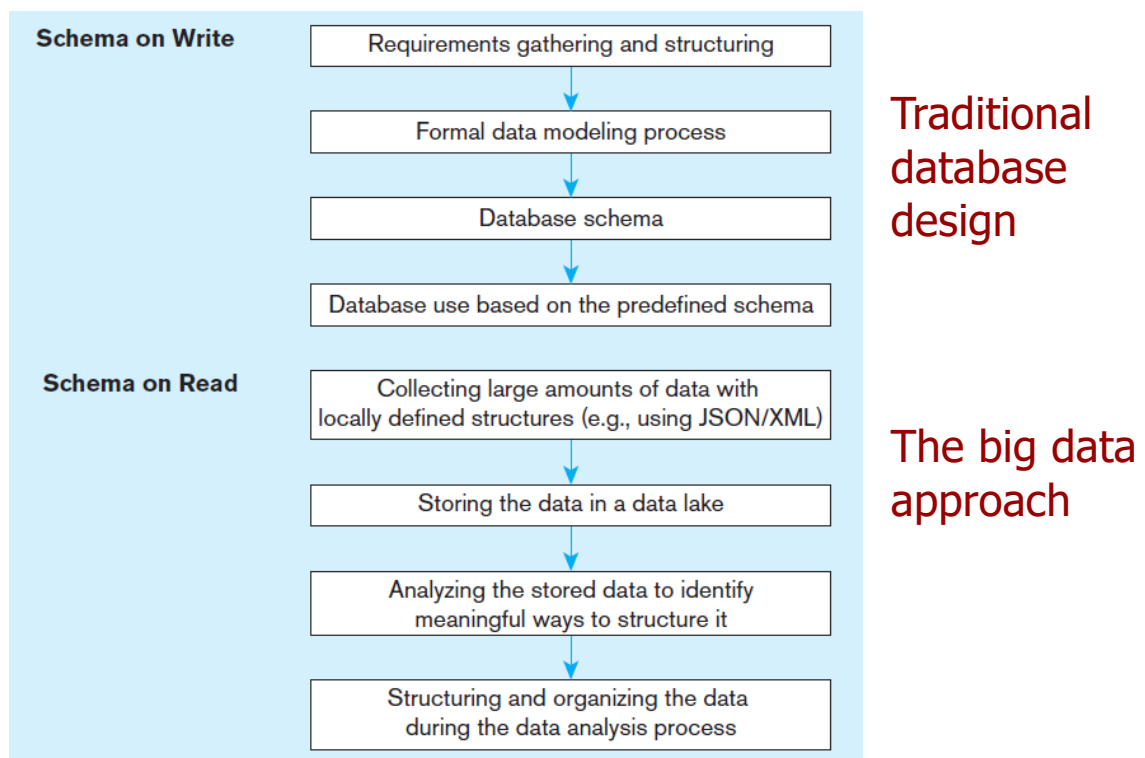 Schema on Write
Requirements gathering and structuring
Formal data modeling process
Database schema
Database use based on the predefined schema
Traditional
database
design
Schema on Read
Collecting large amounts of data with
locally defined structures (e.g., using JSON/XML)
Storing the data in a data lake
Analyzing the stored data to identify
meaningful ways to structure it
Structuring and organizing the data
during the data analysis process
The big data
approach